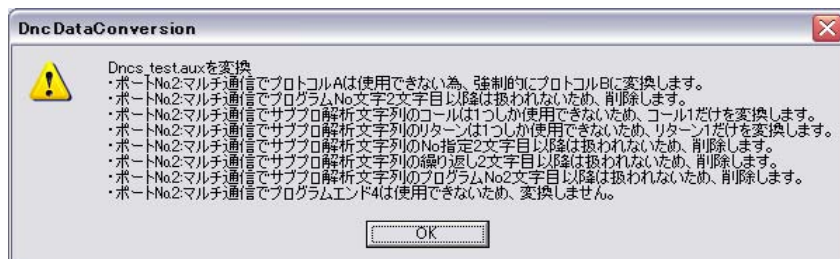 DncDataConversion
Dncs_test.auxを変換
・ポートNo.2:マルチ通信でプロトコルAは使用できない為、強制的にプロトコルBに変換します。
・ポートNo.2:マルチ通信でプログラムNo文字2文字目以降は扱われないため、削除します。
・ポートNo.2:マルチ通信でサブプロ解析文字列のコールは1つしか使用できないため、コール1だけを変換します。
・ポートNo.2:マルチ通信でサブプロ解析文字列のリターンは1つしか使用できないため、リターン1だけを変換します。
・ポートNo.2:マルチ通信でサブプロ解析文字列のNo指定2文字目以降は扱われないため、削除します。
・ポートNo.2:マルチ通信でサブプロ解析文字列の繰り返し2文字目以降は扱われないため、削除します。
・ポートNo.2:マルチ通信でサブプロ解析文字列のプログラムNo2文字目以降は扱われないため、削除します。
・ポートNo.2:マルチ通信でプログラムエンド4は使用できないため、変換しません。
OK